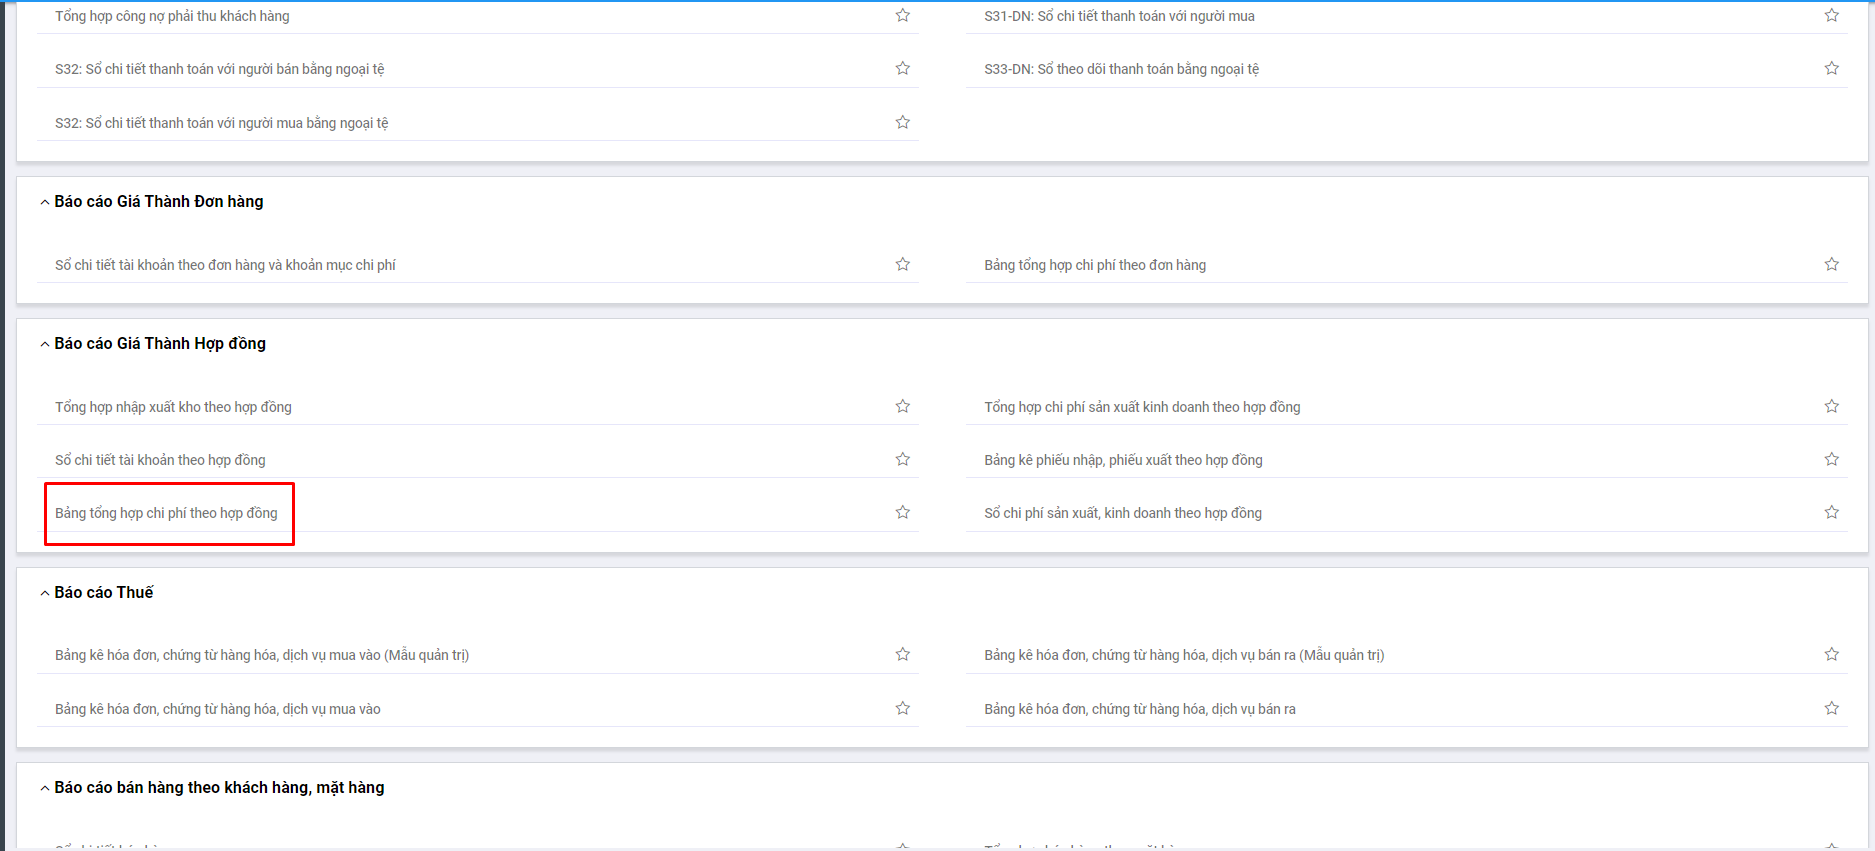 Tổng hợp công nợ phải thu khách hàng
S31-DN: Sổ chi tiết thanh toán với người mua
S32: Sổ chi tiết thanh toán với người bán bằng ngoại tệ
S33-DN: Sổ theo dõi thanh toán bằng ngoại tệ
S32: Sổ chi tiết thanh toán với người mua bằng ngoại tệ
Báo cáo Giá Thành Đơn hàng
Sổ chi tiết tài khoản theo đơn hàng và khoản mục chi phí
Bảng tổng hợp chi phí theo đơn hàng
Báo cáo Giá Thành Hợp đồng
Tổng hợp nhập xuất kho theo hợp đồng
Tổng hợp chi phí sản xuất kinh doanh theo hợp đồng
Sổ chi tiết tài khoản theo hợp đồng
Bảng kê phiếu nhập, phiếu xuất theo hợp đồng
Bảng tổng hợp chi phí theo hợp đồng
Sổ chi phí sản xuất, kinh doanh theo hợp đồng
Báo cáo Thuế
Bảng kê hóa đơn, chứng từ hàng hóa, dịch vụ mua vào (Mẫu quản trị)
Bảng kê hóa đơn, chứng từ hàng hóa, dịch vụ bán ra (Mẫu quản trị)
Bảng kê hóa đơn, chứng từ hàng hóa, dịch vụ mua vào
Bảng kê hóa đơn, chứng từ hàng hóa, dịch vụ bán ra
Báo cáo bán hàng theo khách hàng, mặt hàng